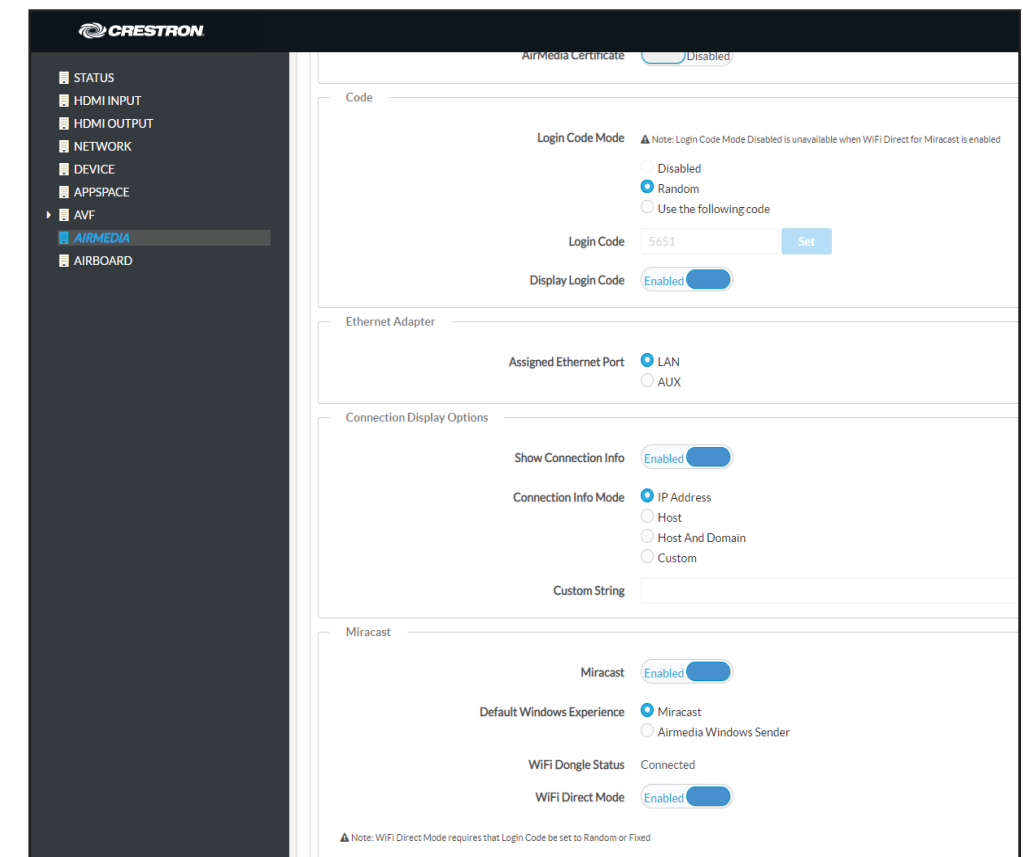 CRESTRON
STATUS
HDMI INPUT
HDMI OUTPUT
NETWORK
DEVICE
APPSPACE
AVF
AIRMEDIA
AIRBOARD
AirMedia Certificate Disabled
Code
Login Code Mode Note: Login Code Mode Disabled is unavailable when WiFi Direct for Miracast is enabled
Disabled
Random
Use the following code
Login Code 5651 Set
Display Login Code Enabled
Ethernet Adapter
Assigned Ethernet Port LAN
AUX
Connection Display Options
Show Connection Info Enabled
Connection Info Mode IP Address
Host
Host And Domain
Custom
Custom String
Miracast
Miracast Enabled
Default Windows Experience Miracast
Airmedia Windows Sender
WiFi Dongle Status Connected
WiFi Direct Mode Enabled
Note: WiFi Direct Mode requires that Login Code be set to Random or Fixed